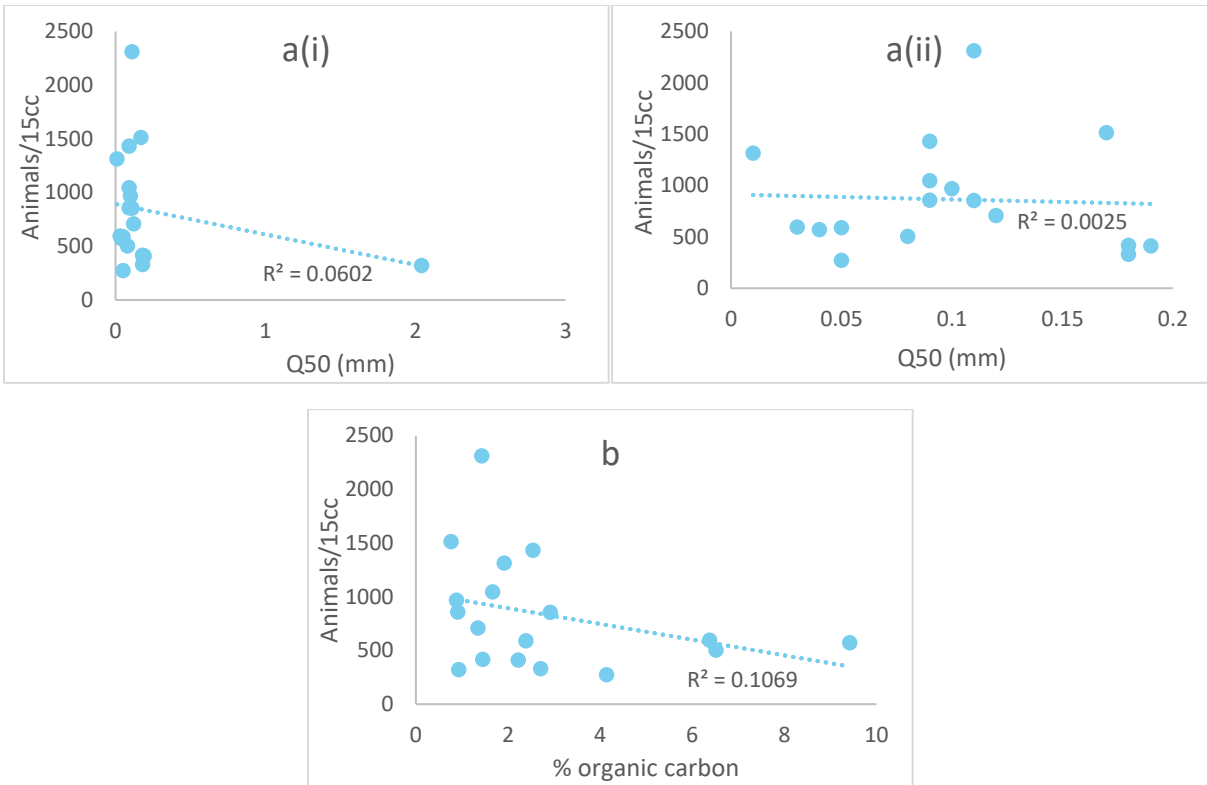 a(i)
2500
2000
1500
1000
500
0
Animals/15cc
R² = 0.0602
0 1 2 3
Q50 (mm)
a(ii)
2500
2000
1500
1000
500
0
Animals/15cc
R² = 0.0025
0 0.05 0.1 0.15 0.2
Q50 (mm)
b
2500
2000
1500
1000
500
0
Animals/15cc
R² = 0.1069
0 2 4 6 8 10
% organic carbon